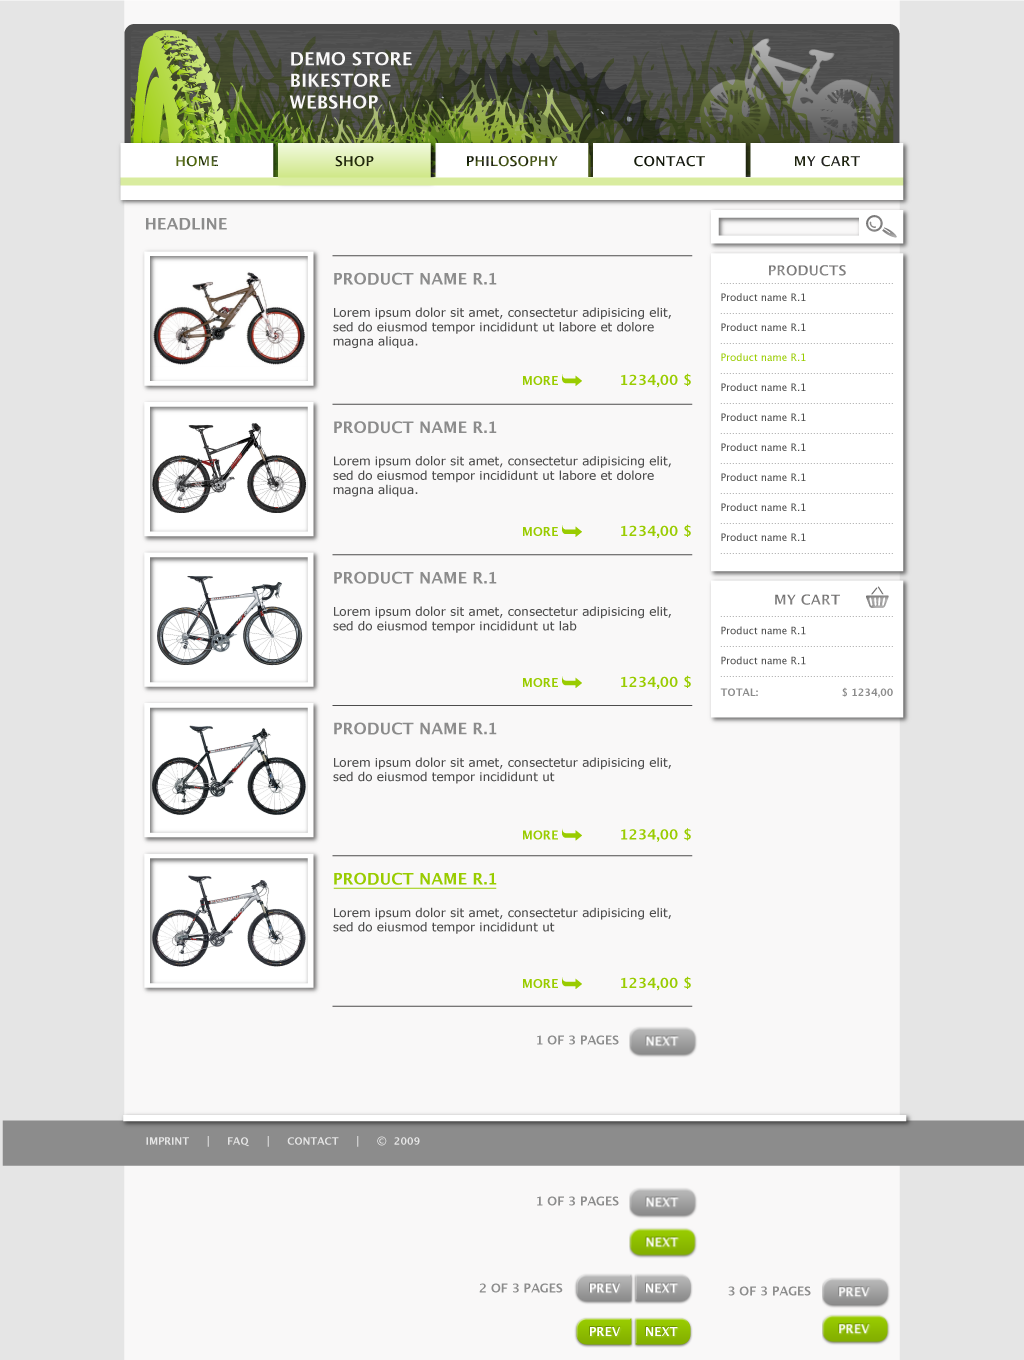 DEMO STORE
BIKESTORE
WEBSHOP
HOME
SHOP
PHILOSOPHY
CONTACT
MY CART
HEADLINE
PRODUCT NAME R.1
Lorem ipsum dolor sit amet, consectetur adipisicing elit,
sed do eiusmod tempor incididunt ut labore et dolore
magna aliqua.
MORE 1234,00 $
PRODUCT NAME R.1
Lorem ipsum dolor sit amet, consectetur adipisicing elit,
sed do eiusmod tempor incididunt ut labore et dolore
magna aliqua.
MORE 1234,00 $
PRODUCT NAME R.1
Lorem ipsum dolor sit amet, consectetur adipisicing elit,
sed do eiusmod tempor incididunt ut lab
MORE 1234,00 $
PRODUCT NAME R.1
Lorem ipsum dolor sit amet, consectetur adipisicing elit,
sed do eiusmod tempor incididunt ut
MORE 1234,00 $
PRODUCT NAME R.1
Lorem ipsum dolor sit amet, consectetur adipisicing elit,
sed do eiusmod tempor incididunt ut
MORE 1234,00 $
1 OF 3 PAGES NEXT
PRODUCTS
Product name R.1
Product name R.1
Product name R.1
Product name R.1
Product name R.1
Product name R.1
Product name R.1
Product name R.1
Product name R.1
MY CART
Product name R.1
Product name R.1
TOTAL: $ 1234,00
IMPRINT | FAQ | CONTACT | © 2009
1 OF 3 PAGES NEXT
NEXT
2 OF 3 PAGES PREV NEXT
PREV NEXT
3 OF 3 PAGES PREV
PREV